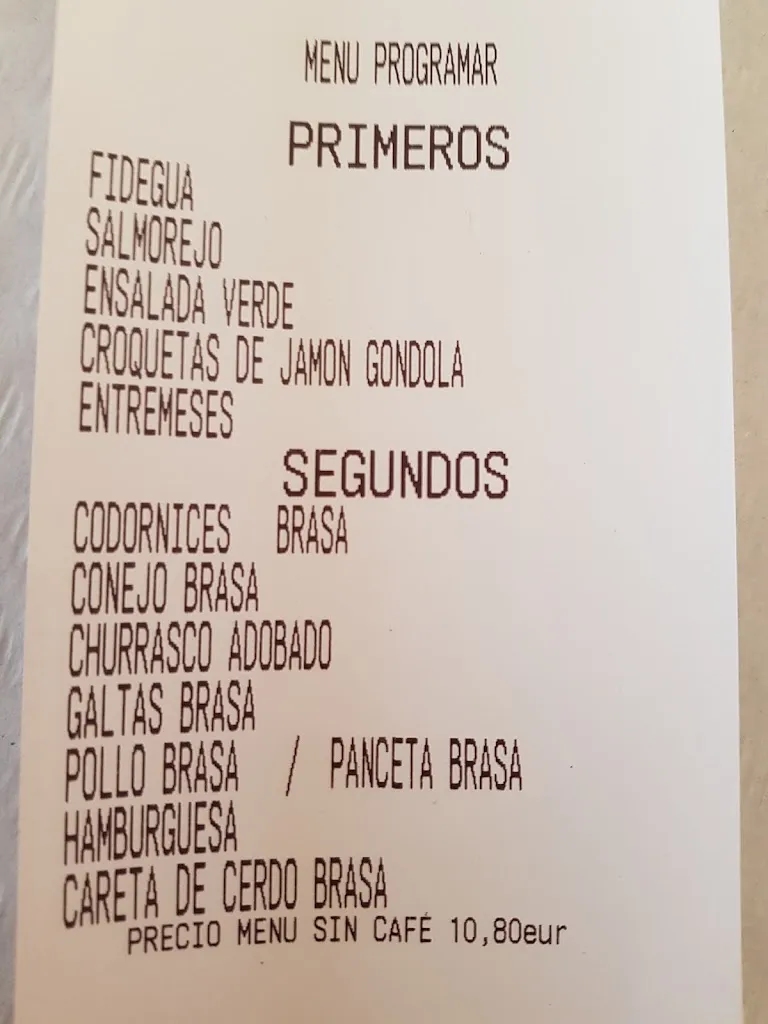 MENU PROGRAMAR
PRIMEROS
FIDEGUA
SALMOREJO
ENSALADA VERDE
CROQUETAS DE JAMON GONDOLA
ENTREMESES
SEGUNDOS
CODORNICES BRASA
CONEJO BRASA
CHURRASCO ADOBADO
GALTAS BRASA
POLLO BRASA / PANCETA BRASA
HAMBURGUESA
CARETA DE CERDO BRASA
PRECIO MENU SIN CAFÉ 10,80eur